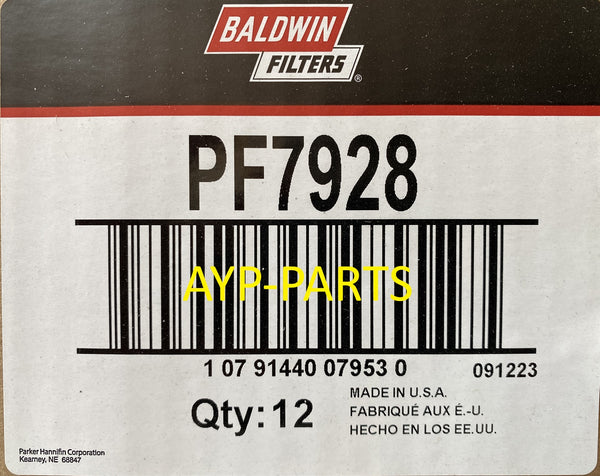 BALDWIN
FILTERS®
PF7928
AYP-PARTS
1 07 91440 07953 0
091223
Qty:12
MADE IN U.S.A.
FABRIQUÉ AUX É.-U.
HECHO EN LOS EE.UU.
Parker Hannifin Corporation
Kearney, NE 68847